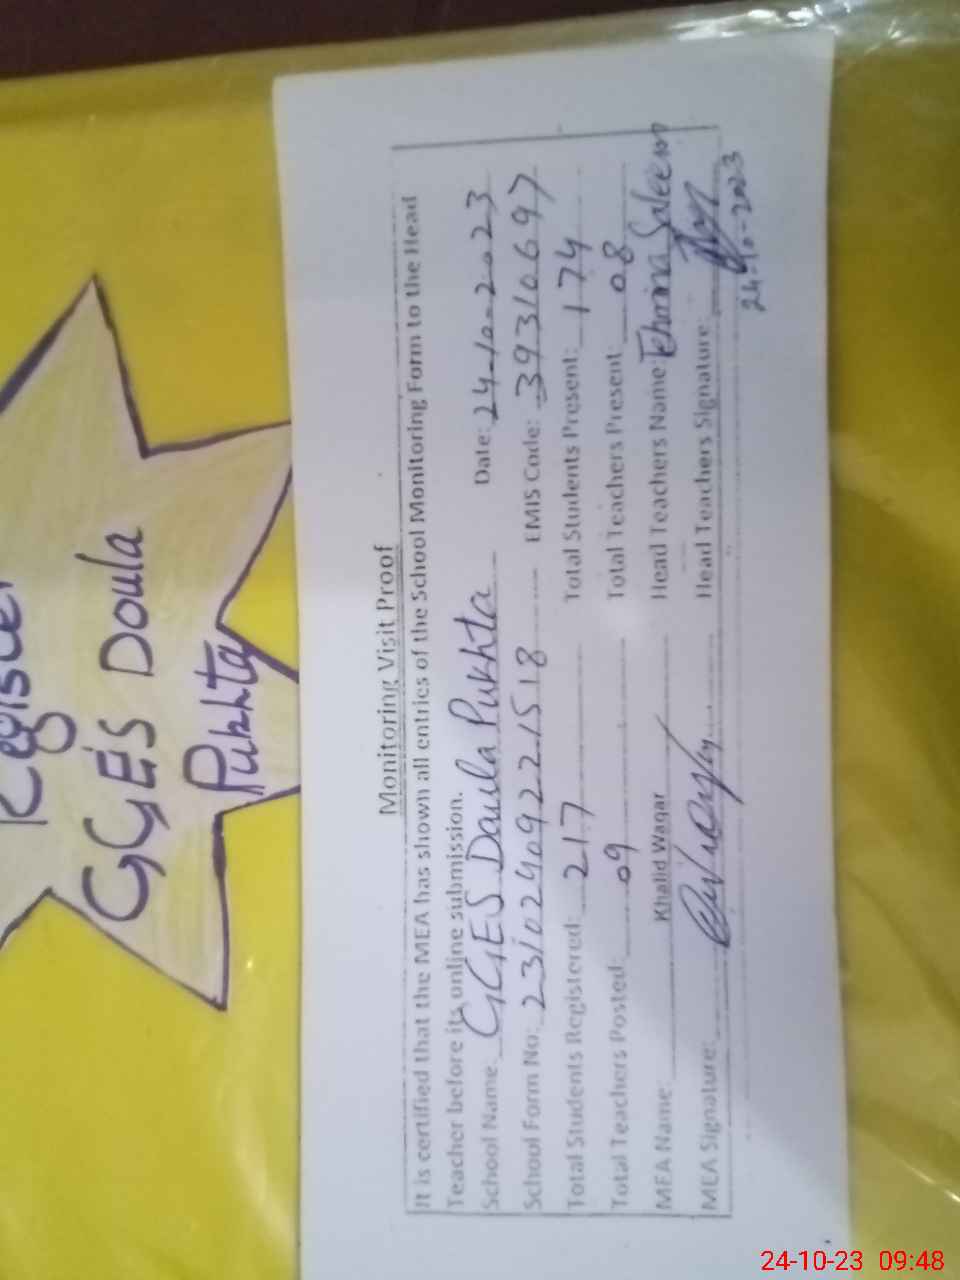 Register
GGES Doula
Pukhta
Monitoring Visit Proof
It is certified that the MEA has shown all entries of the School Monitoring Form to the Head
Teacher before its online submission.
School Name: GGES Daula Pukhta Date: 24-10-2023
School Form No: 23102409221518 EMIS Code: 39310697
Total Students Registered: 217 Total Students Present: 174
Total Teachers Posted: 09 Total Teachers Present: 08
MEA Name: Khalid Waqar Head Teachers Name: Tehmina Saleem
MEA Signature: Head Teachers Signature:
24-10-2023
24-10-23 09:48